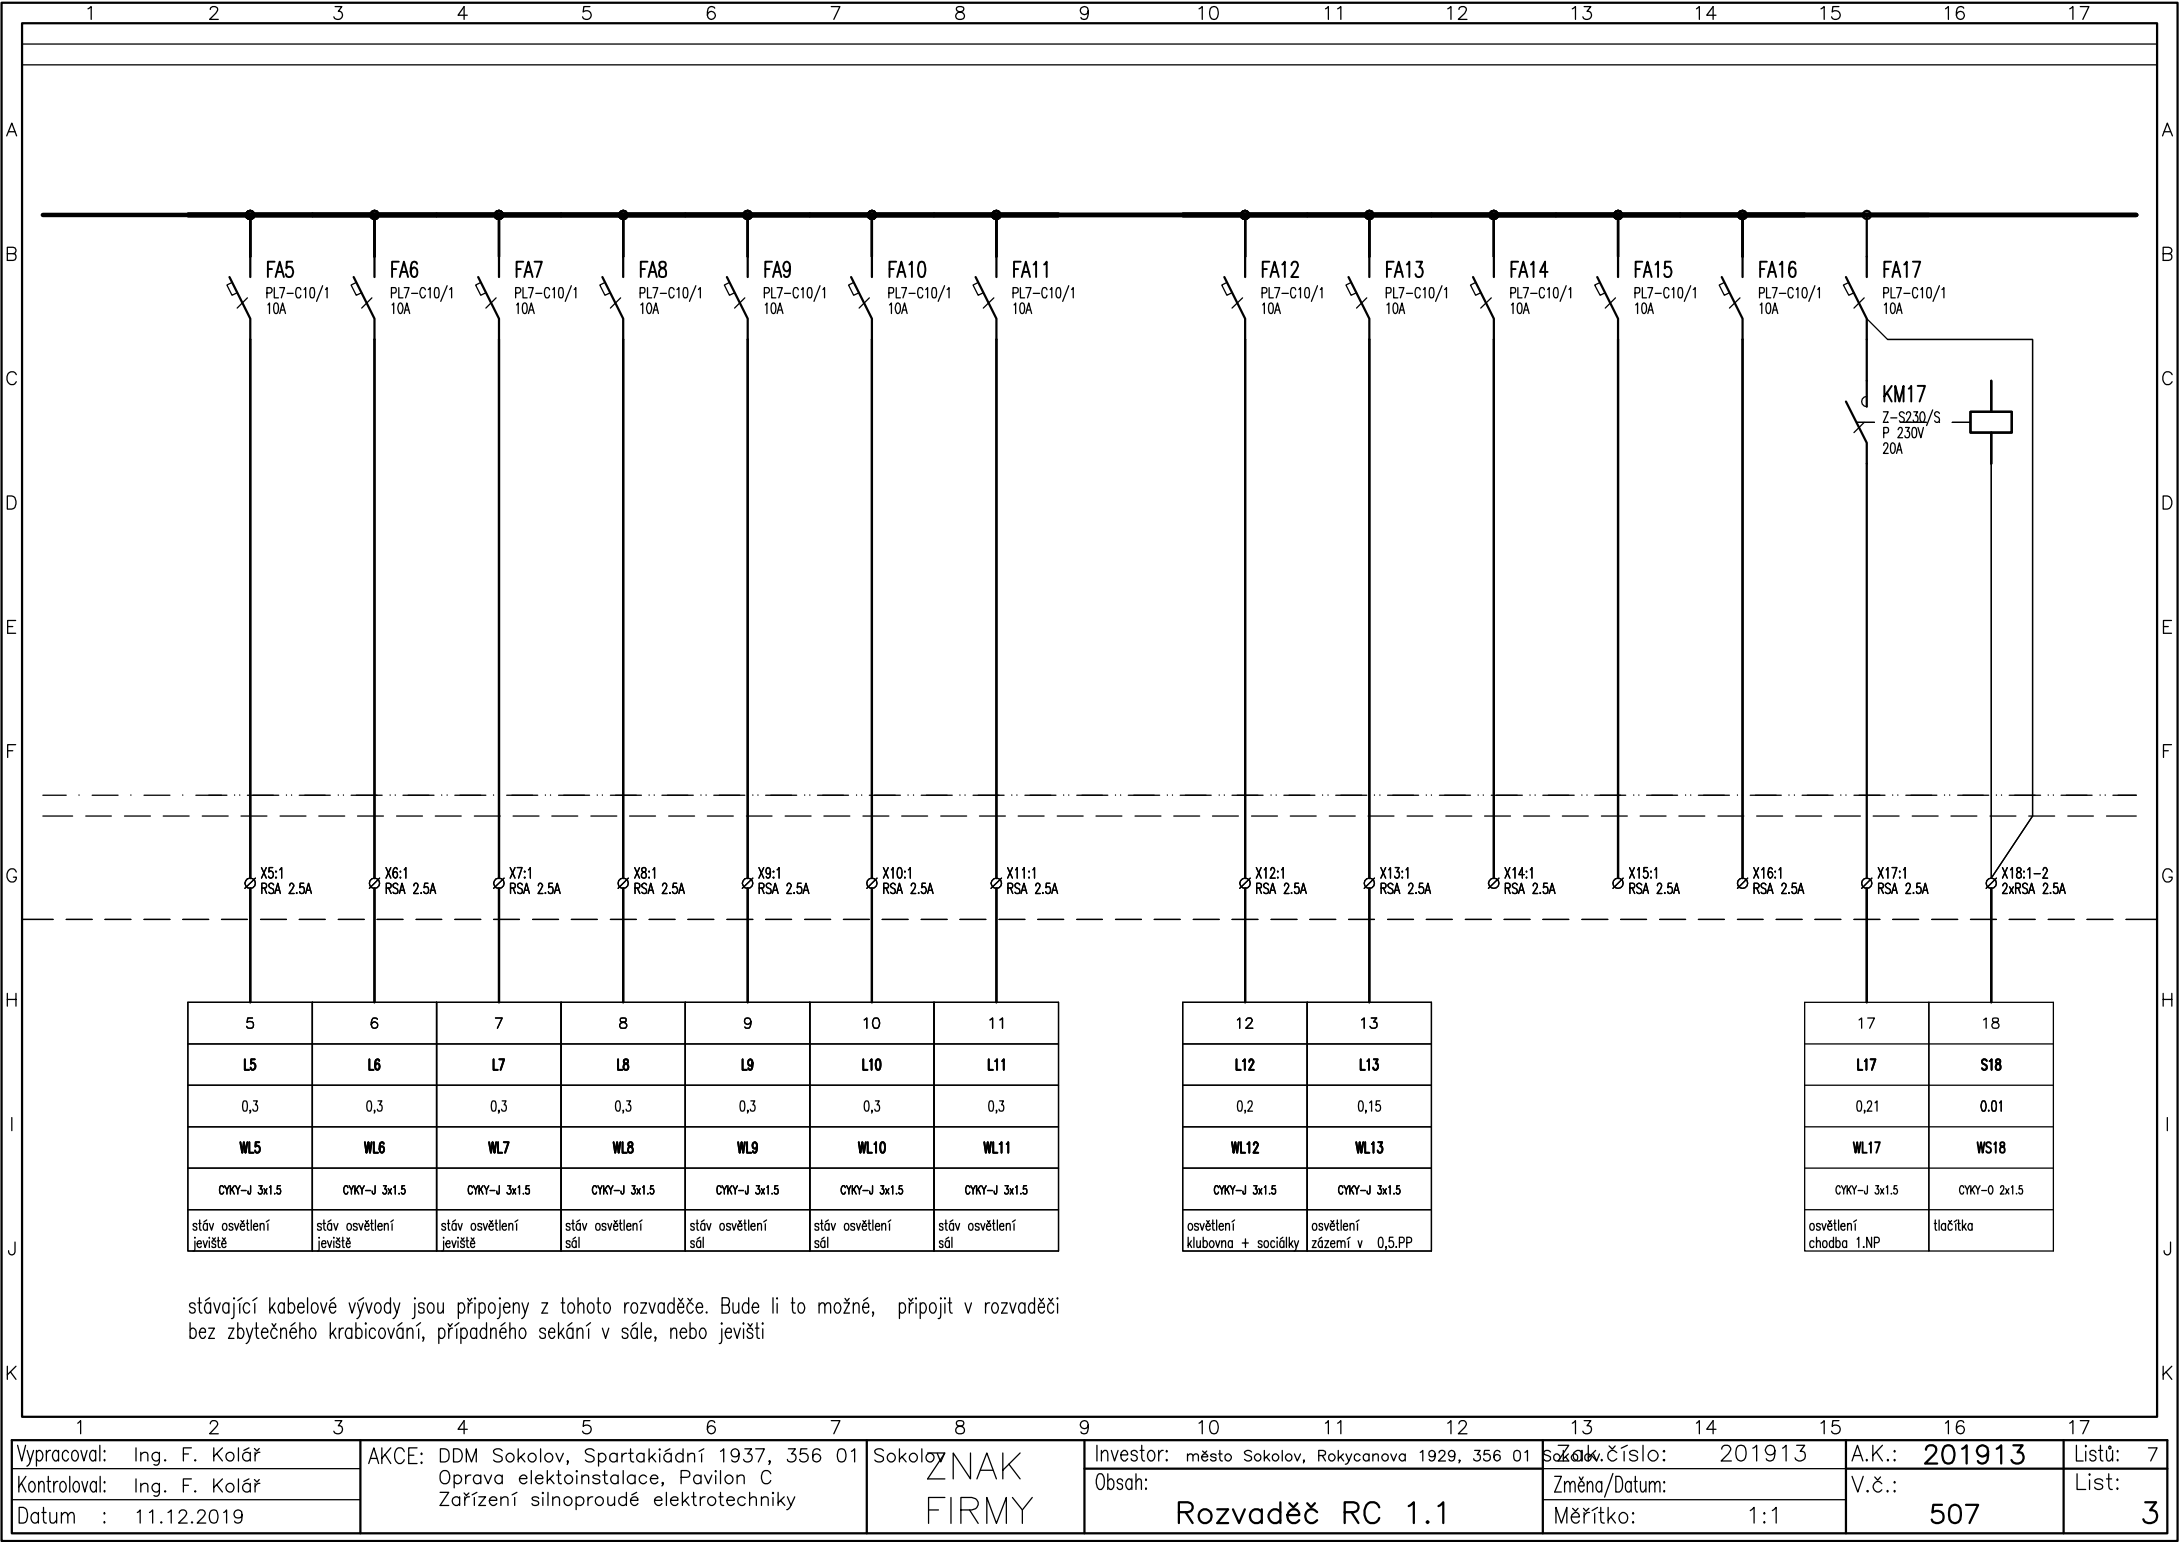 1 2 3 4 5 6 7 8 9 10 11 12 13 14 15 16 17
A A
B B
FA5 FA6 FA7 FA8 FA9 FA10 FA11 FA12 FA13 FA14 FA15 FA16 FA17
PL7-C10/1 PL7-C10/1 PL7-C10/1 PL7-C10/1 PL7-C10/1 PL7-C10/1 PL7-C10/1 PL7-C10/1 PL7-C10/1 PL7-C10/1 PL7-C10/1 PL7-C10/1 PL7-C10/1
10A 10A 10A 10A 10A 10A 10A 10A 10A 10A 10A 10A 10A
C C
KM17
Z-S230/S
P 230V
20A
D D
E E
F F
G G
X5:1 X6:1 X7:1 X8:1 X9:1 X10:1 X11:1 X12:1 X13:1 X14:1 X15:1 X16:1 X17:1 X18:1-2
RSA 2.5A RSA 2.5A RSA 2.5A RSA 2.5A RSA 2.5A RSA 2.5A RSA 2.5A RSA 2.5A RSA 2.5A RSA 2.5A RSA 2.5A RSA 2.5A RSA 2.5A 2xRSA 2.5A
H H
5 6 7 8 9 10 11 12 13 17 18
L5 L6 L7 L8 L9 L10 L11 L12 L13 L17 S18
0,3 0,3 0,3 0,3 0,3 0,3 0,3 0,2 0,15 0,21 0.01
I I
WL5 WL6 WL7 WL8 WL9 WL10 WL11 WL12 WL13 WL17 WS18
CYKY-J 3x1.5 CYKY-J 3x1.5 CYKY-J 3x1.5 CYKY-J 3x1.5 CYKY-J 3x1.5 CYKY-J 3x1.5 CYKY-J 3x1.5 CYKY-J 3x1.5 CYKY-J 3x1.5 CYKY-J 3x1.5 CYKY-O 2x1.5
stáv osvětlení stáv osvětlení stáv osvětlení stáv osvětlení stáv osvětlení stáv osvětlení stáv osvětlení osvětlení osvětlení osvětlení tlačítka
jeviště jeviště jeviště sál sál sál sál klubovna + sociálky zázemí v 0,5.PP chodba 1.NP
J J
stávající kabelové vývody jsou připojeny z tohoto rozvaděče. Bude li to možné, připojit v rozvaděči
bez zbytečného krabicování, případného sekání v sále, nebo jevišti
K K
1 2 3 4 5 6 7 8 9 10 11 12 13 14 15 16 17
Vypracoval: Ing. F. Kolář
Kontroloval: Ing. F. Kolář
Datum : 11.12.2019
AKCE: DDM Sokolov, Spartakiádní 1937, 356 01 Sokolov
Oprava elektoinstalace, Pavilon C
Zařízení silnoproudé elektrotechniky
ZNAK
FIRMY
Investor: město Sokolov, Rokycanova 1929, 356 01 Sokolov
Obsah:
Rozvaděč RC 1.1
Zak.číslo: 201913
Změna/Datum:
Měřítko: 1:1
A.K.: 201913
V.č.:
507
Listů: 7
List:
3